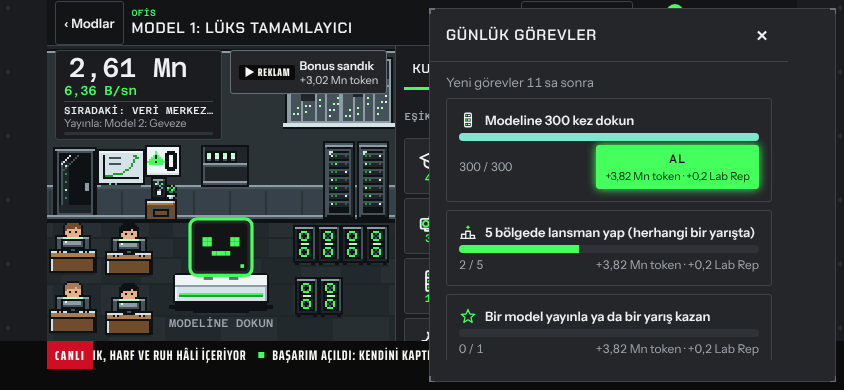 ‹ Modlar
OFİS
MODEL 1: LÜKS TAMAMLAYICI
2,61 Mn
6,36 B/sn
ŞIRADAKİ: VERİ MERKEZ…
Yayınla: Model 2: Geveze
REKLAM
Bonus sandık
+3,02 Mn token
KU
EŞİK
MODELİNE DOKUN
CANLI
IK, HARF VE RUH HÂLİ İÇERİYOR
BAŞARIM AÇILDI: KENDİNİ KAPTI
GÜNLÜK GÖREVLER
×
Yeni görevler 11 sa sonra
Modeline 300 kez dokun
300 / 300
AL
+3,82 Mn token · +0,2 Lab Rep
5 bölgede lansman yap (herhangi bir yarışta)
2 / 5
+3,82 Mn token · +0,2 Lab Rep
Bir model yayınla ya da bir yarış kazan
0 / 1
+3,82 Mn token · +0,2 Lab Rep